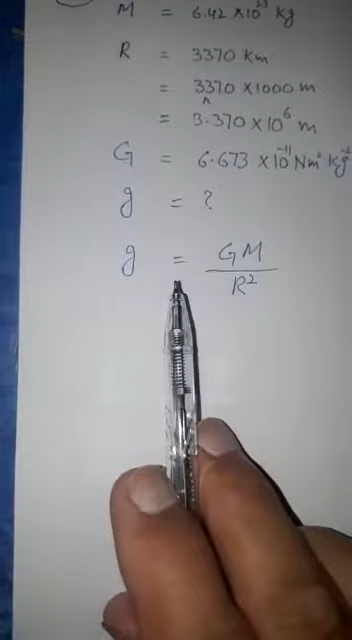 M = 6.42 × 10²³ kg
R = 3370 Km
= 3370 × 1000 m
= 3.370 × 10⁶ m
G = 6.673 × 10⁻¹¹ Nm² kg⁻²
g = ?
g = GM
R²